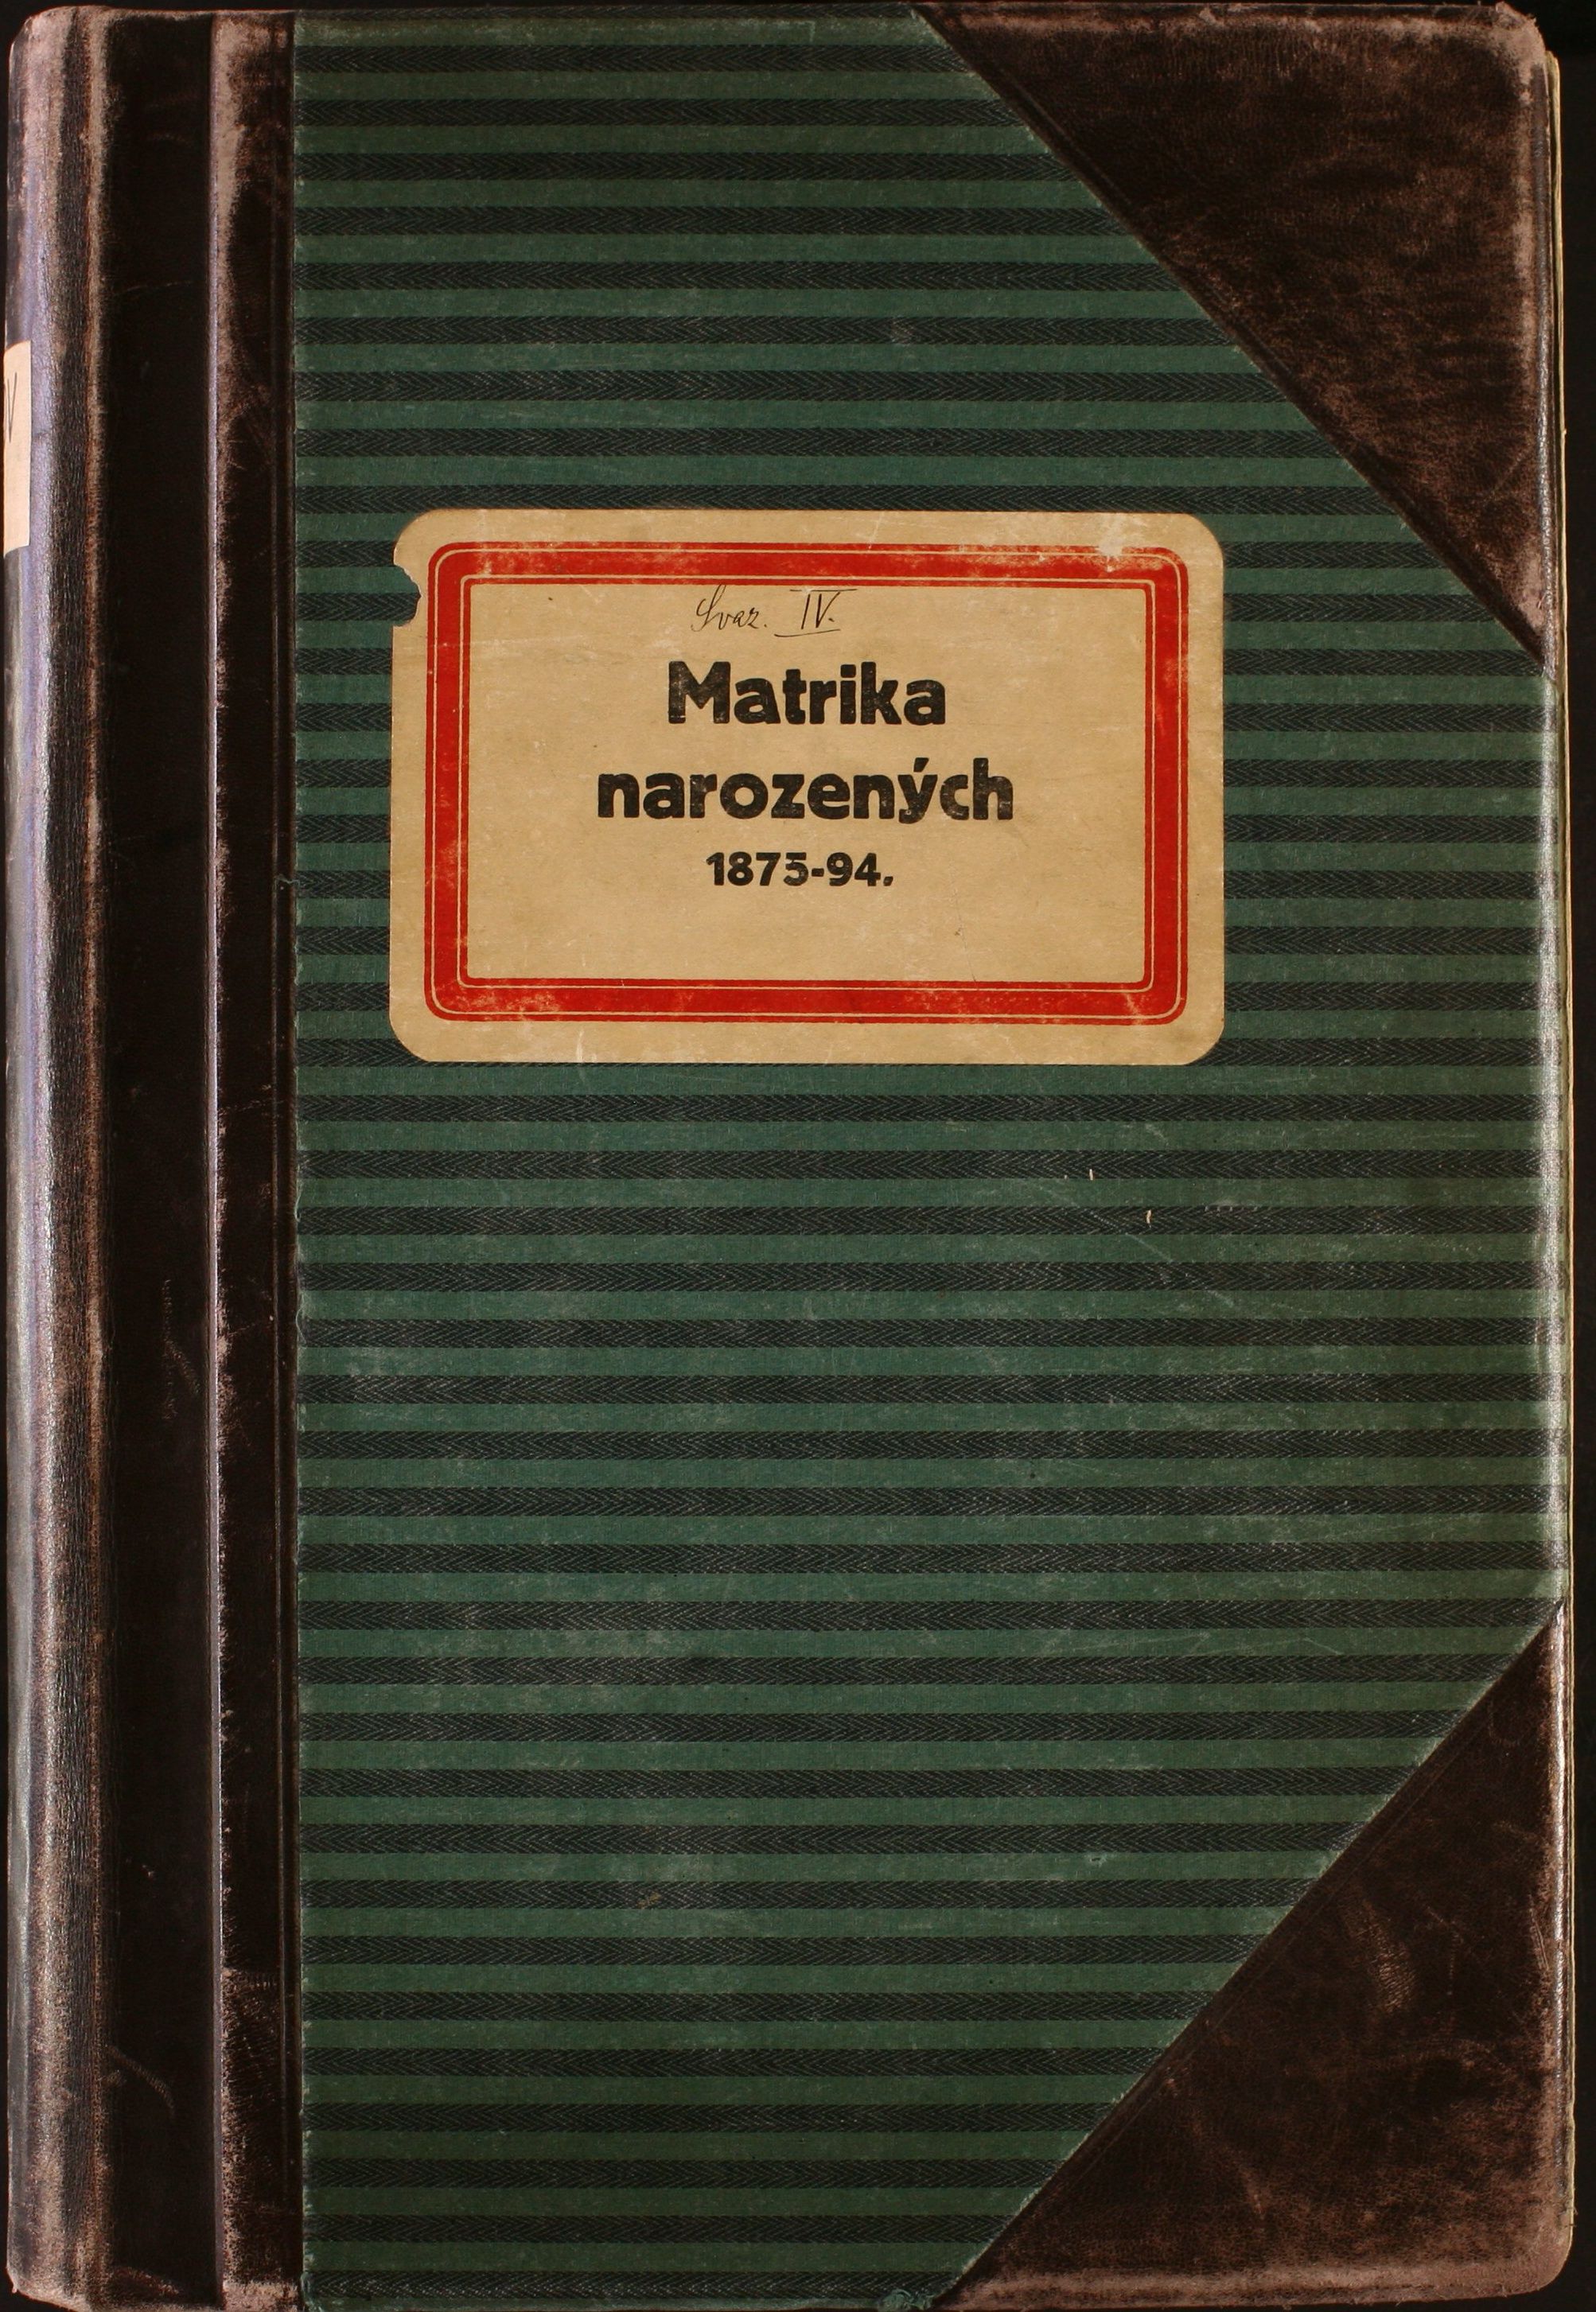 Svaz. IV.
Matrika
narozených
1875-94.